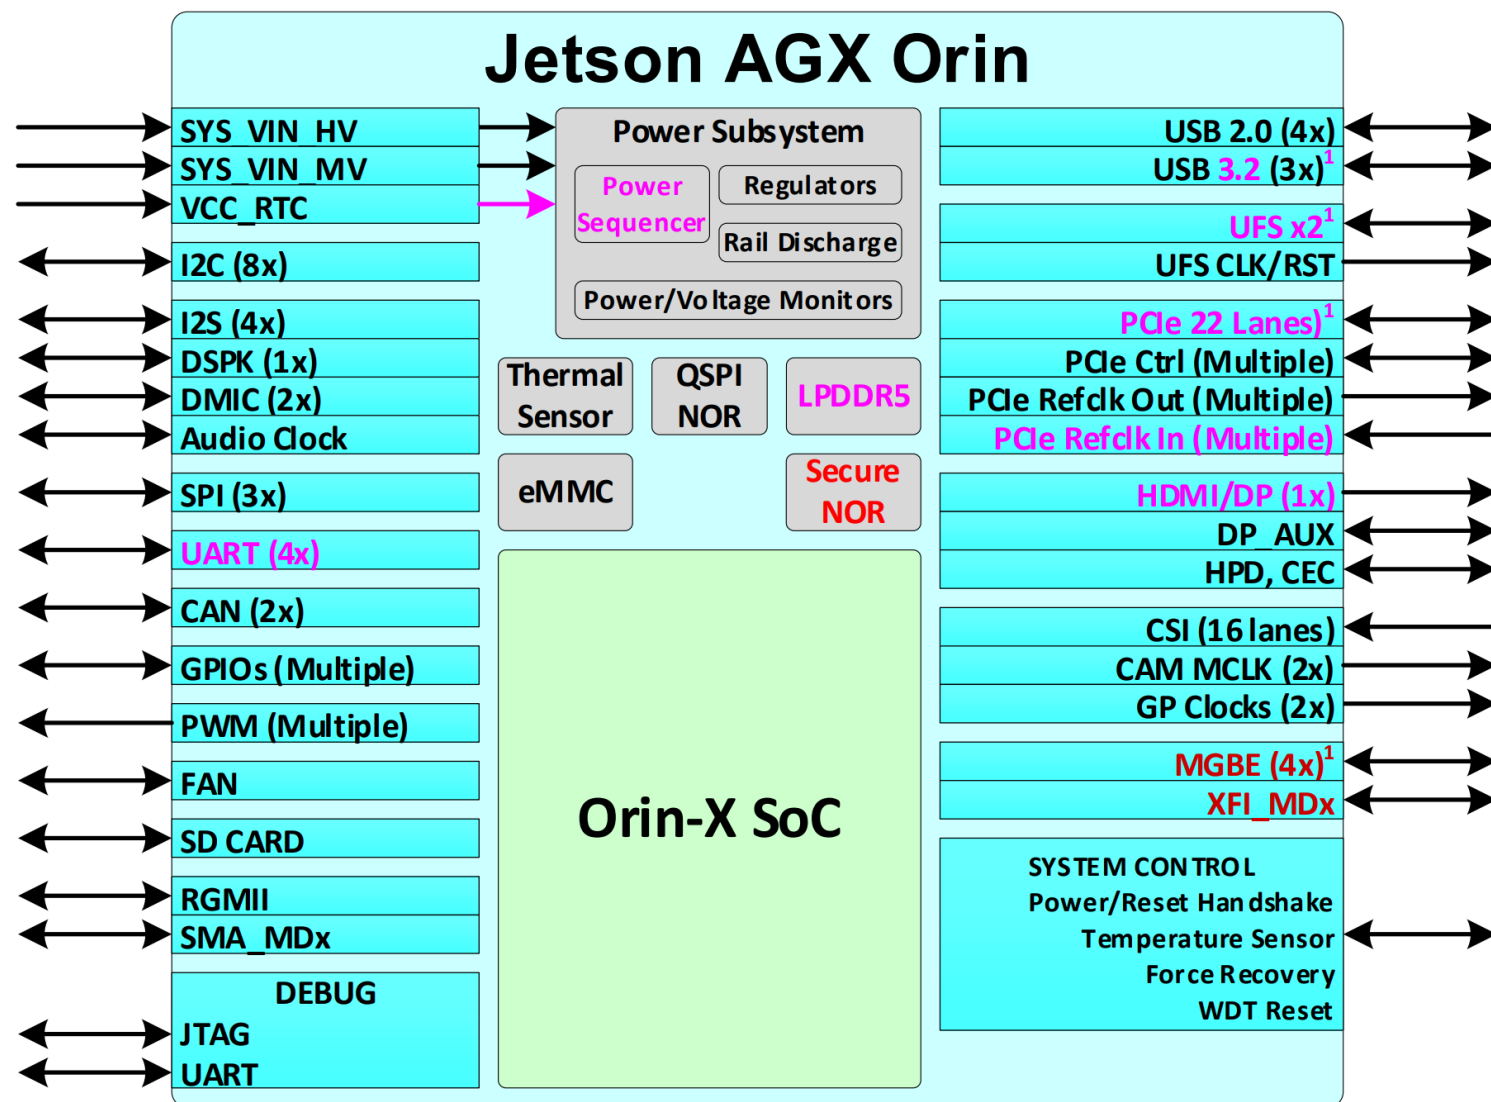 Jetson AGX Orin
SYS_VIN_HV
SYS_VIN_MV
VCC_RTC
I2C (8x)
I2S (4x)
DSPK (1x)
DMIC (2x)
Audio Clock
SPI (3x)
UART (4x)
CAN (2x)
GPIOs (Multiple)
PWM (Multiple)
FAN
SD CARD
RGMII
SMA_MDx
DEBUG
JTAG
UART
Power Subsystem
Power
Sequencer
Regulators
Rail Discharge
Power/Voltage Monitors
Thermal
Sensor
QSPI
NOR
LPDDR5
eMMC
Secure
NOR
Orin-X SoC
USB 2.0 (4x)
USB 3.2 (3x)¹
UFS x2¹
UFS CLK/RST
PCIe 22 Lanes)¹
PCIe Ctrl (Multiple)
PCIe Refclk Out (Multiple)
PCIe Refclk In (Multiple)
HDMI/DP (1x)
DP_AUX
HPD, CEC
CSI (16 lanes)
CAM MCLK (2x)
GP Clocks (2x)
MGBE (4x)¹
XFI_MDx
SYSTEM CONTROL
Power/Reset Handshake
Temperature Sensor
Force Recovery
WDT Reset